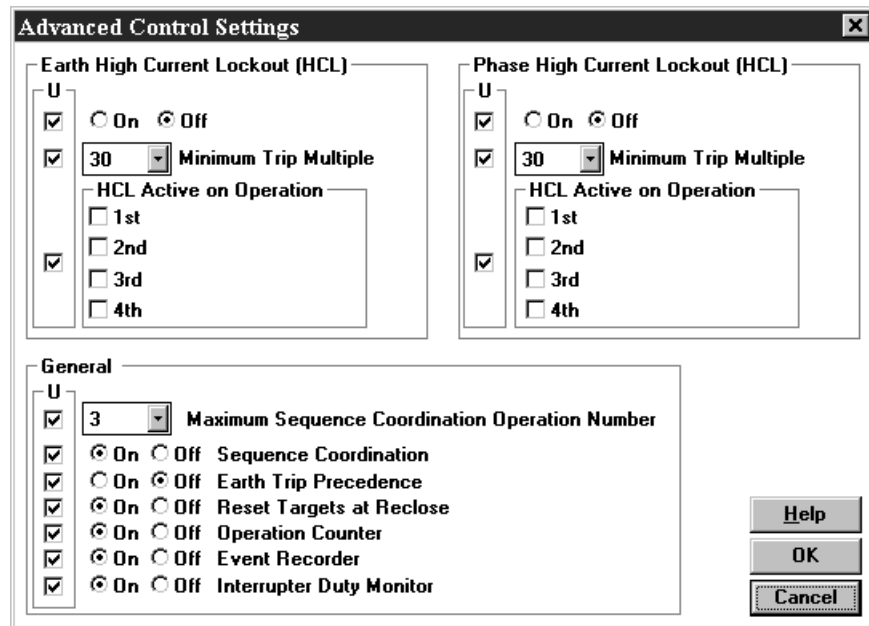 Advanced Control Settings
Earth High Current Lockout (HCL)
U
On Off
30 Minimum Trip Multiple
HCL Active on Operation
1st
2nd
3rd
4th
Phase High Current Lockout (HCL)
U
On Off
30 Minimum Trip Multiple
HCL Active on Operation
1st
2nd
3rd
4th
General
U
3 Maximum Sequence Coordination Operation Number
On Off Sequence Coordination
On Off Earth Trip Precedence
On Off Reset Targets at Reclose
On Off Operation Counter
On Off Event Recorder
On Off Interrupter Duty Monitor
Help
OK
Cancel